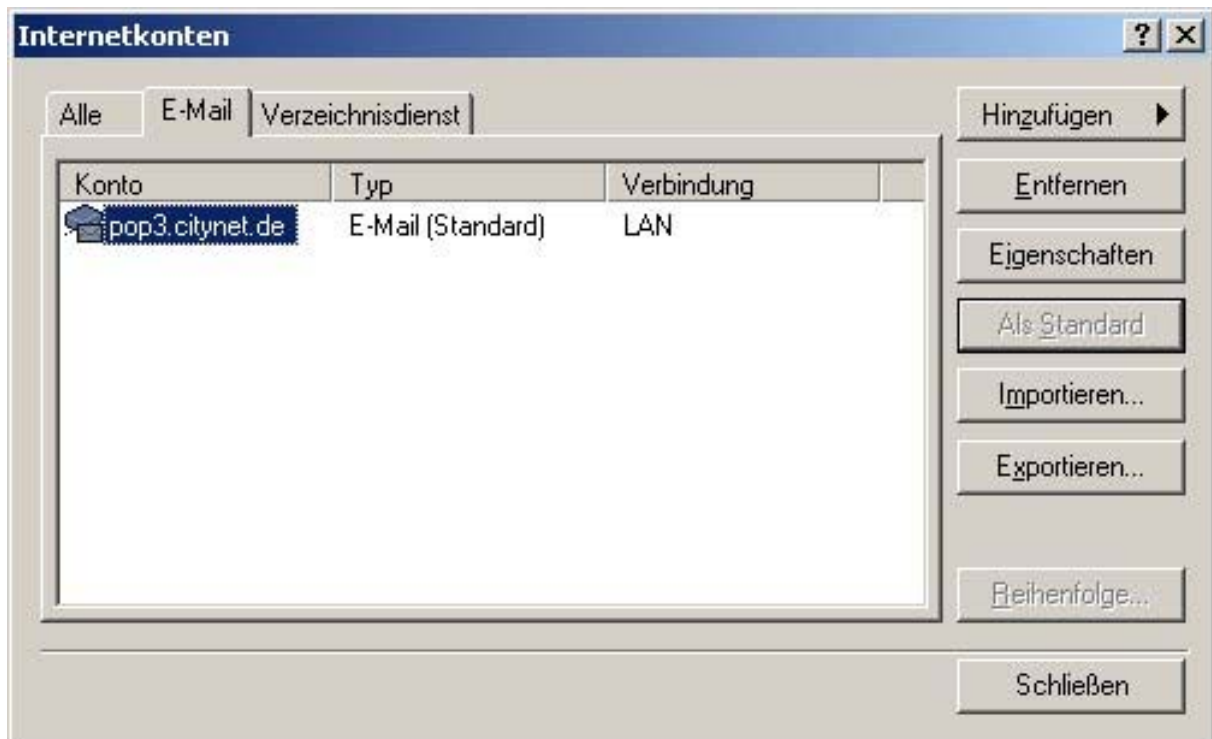 Internetkonten
Alle E-Mail Verzeichnisdienst
Konto Typ Verbindung
pop3.citynet.de E-Mail (Standard) LAN
Hinzufügen
Entfernen
Eigenschaften
Als Standard
Importieren...
Exportieren...
Reihenfolge...
Schließen